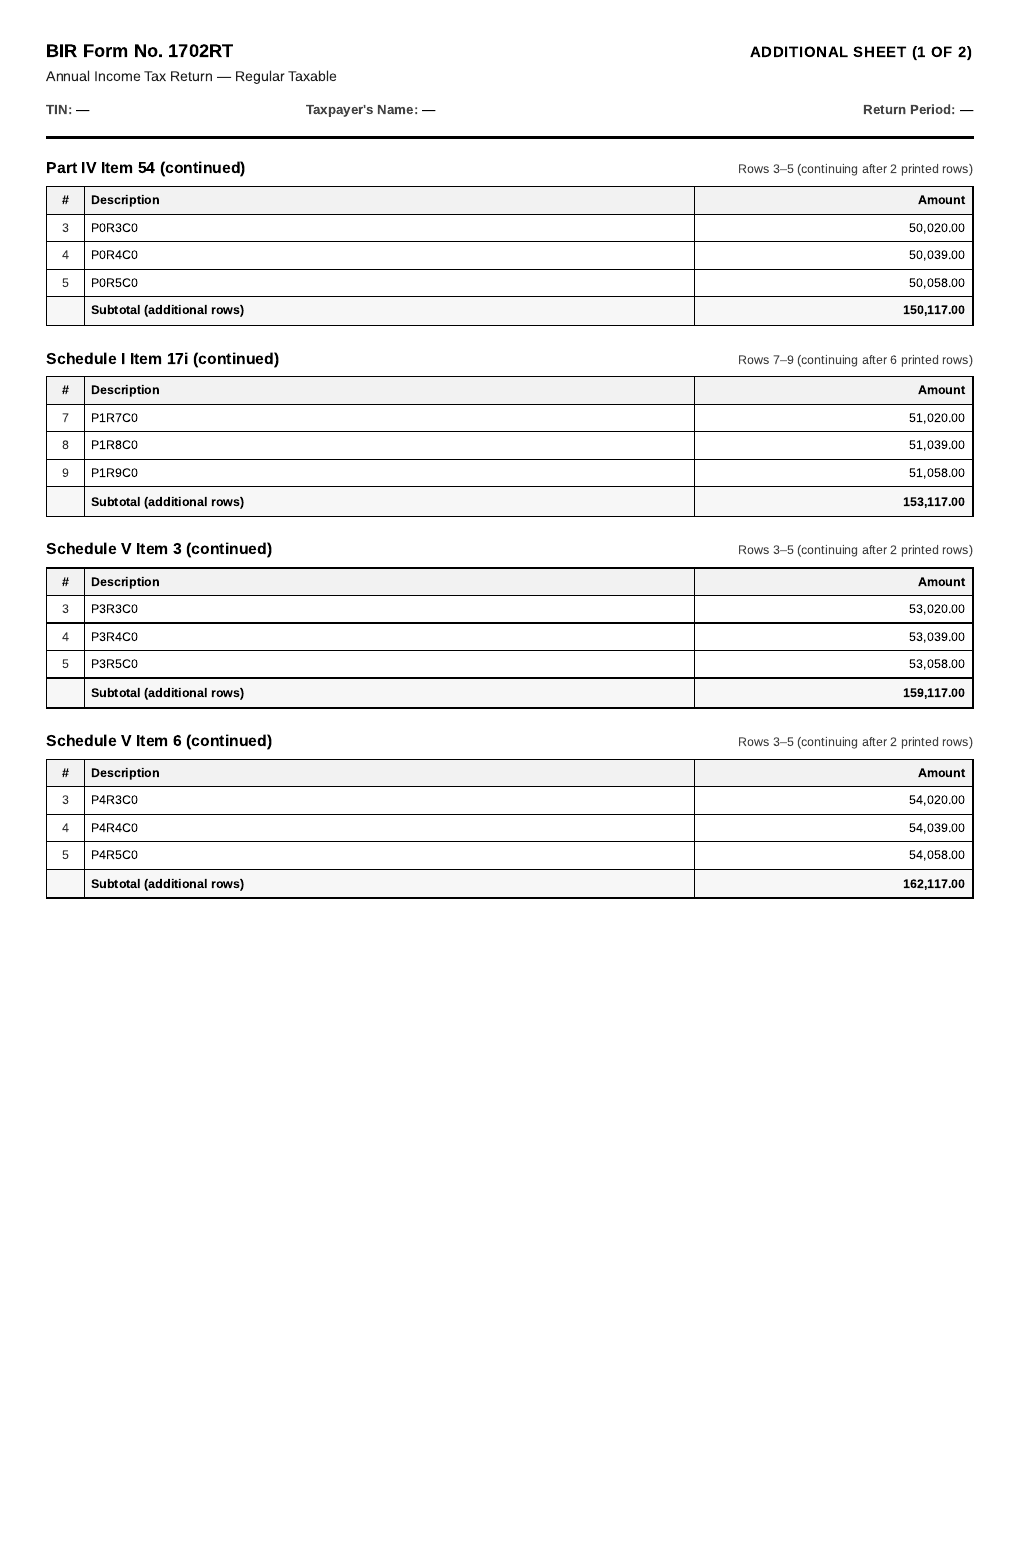 BIR Form No. 1702RT ADDITIONAL SHEET (1 OF 2)
Annual Income Tax Return — Regular Taxable
TIN: — Taxpayer's Name: — Return Period: —
Part IV Item 54 (continued) Rows 3–5 (continuing after 2 printed rows)
# Description Amount
3 P0R3C0 50,020.00
4 P0R4C0 50,039.00
5 P0R5C0 50,058.00
Subtotal (additional rows) 150,117.00
Schedule I Item 17i (continued) Rows 7–9 (continuing after 6 printed rows)
# Description Amount
7 P1R7C0 51,020.00
8 P1R8C0 51,039.00
9 P1R9C0 51,058.00
Subtotal (additional rows) 153,117.00
Schedule V Item 3 (continued) Rows 3–5 (continuing after 2 printed rows)
# Description Amount
3 P3R3C0 53,020.00
4 P3R4C0 53,039.00
5 P3R5C0 53,058.00
Subtotal (additional rows) 159,117.00
Schedule V Item 6 (continued) Rows 3–5 (continuing after 2 printed rows)
# Description Amount
3 P4R3C0 54,020.00
4 P4R4C0 54,039.00
5 P4R5C0 54,058.00
Subtotal (additional rows) 162,117.00